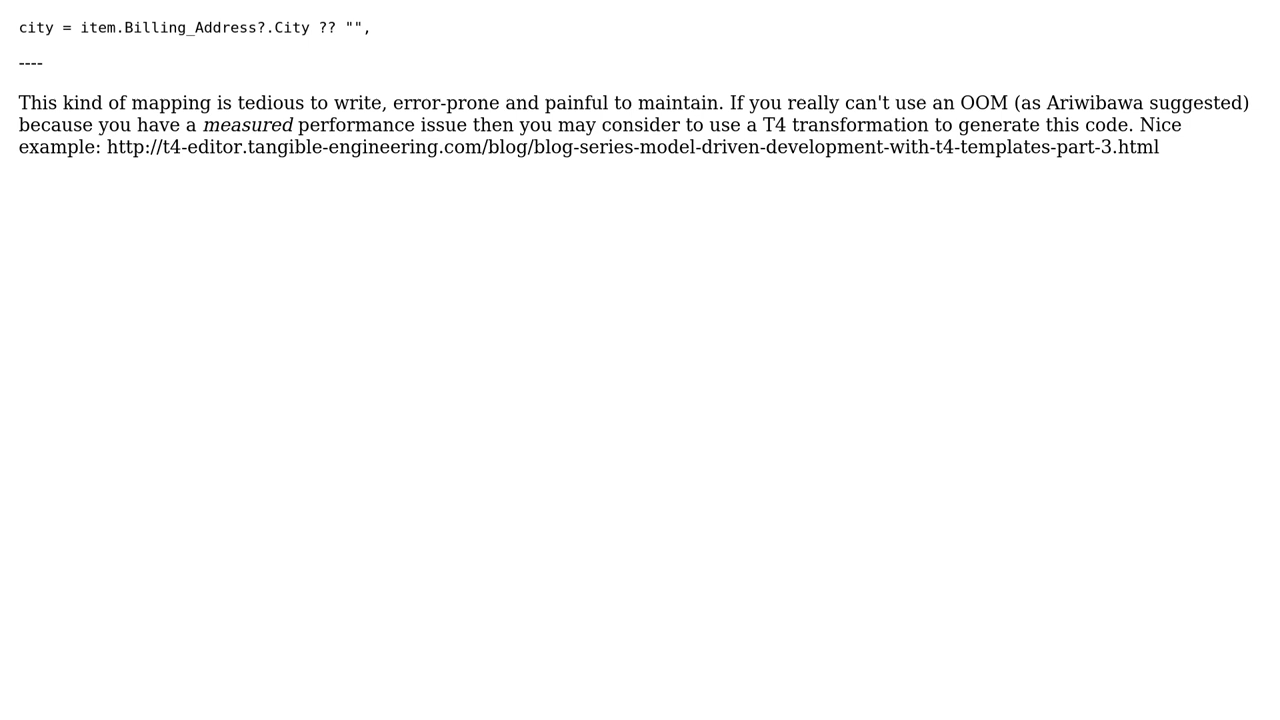 city = item.Billing_Address?.City ?? "",
----
This kind of mapping is tedious to write, error-prone and painful to maintain. If you really can't use an OOM (as Ariwibawa suggested)
because you have a measured performance issue then you may consider to use a T4 transformation to generate this code. Nice
example: http://t4-editor.tangible-engineering.com/blog/blog-series-model-driven-development-with-t4-templates-part-3.html